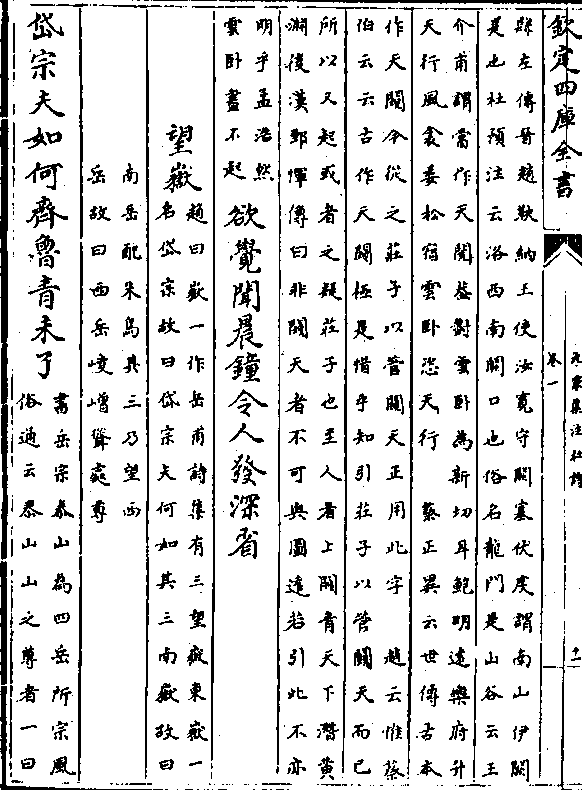 欽定四庫全書
卷一
九家集注杜詩
十一
縣左傳晉趙鞅納王使汝寛守闕塞伏䖍謂南山伊闕
是也杜預注云洛西南闕口也俗名龍門是山谷云王
介甫謂當作天閱葢對雲卧為新切耳鮑明逺樂府升
天行風飡委松宿雲卧恣天行 蔡正異云世傳古本
作天闚今從之莊子以管闚天正用此字 趙云惟蔡
伯云云古作天闚極是惜乎知引莊子以管闚天而已
所以又起或者之疑莊子也至人者上闚青天下潛黄
淵後漢郅惲傳曰非闚天者不可與圖逺若引此不亦
明乎孟浩然
雲卧晝不起
欲覺聞晨鐘令人發深省
望嶽
趙曰嶽一作岳甫詩集有三望嶽東嶽一
名岱宗故曰岱宗夫何如其三南嶽故曰
南岳配朱鳥其三乃望西
岳故曰西岳崚嶒竦處尊
岱宗夫如何齊魯青未了
書岳宗泰山為四岳所宗風
俗通云泰山山之尊者一曰